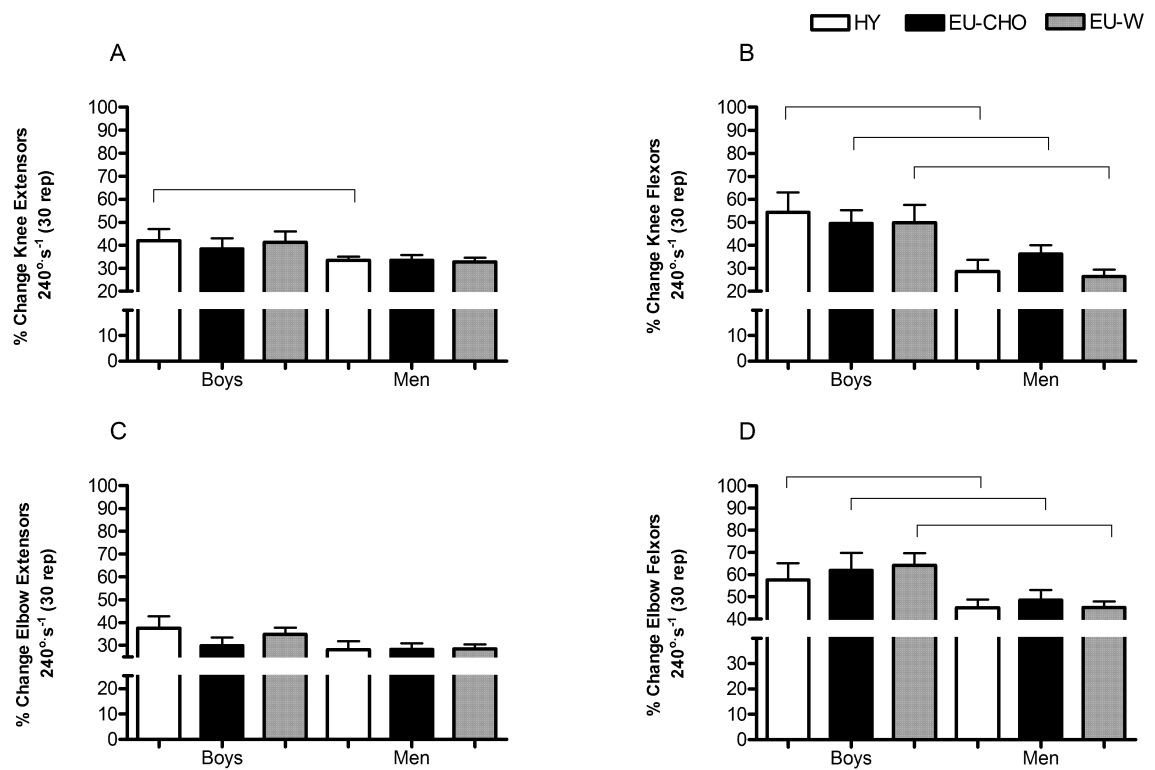 HY EU-CHO EU-W
A
% Change Knee Extensors
240°·s⁻¹ (30 rep)
100
90
80
70
60
50
40
30
20
10
0
Boys Men
B
% Change Knee Flexors
240°·s⁻¹ (30 rep)
100
90
80
70
60
50
40
30
20
10
0
Boys Men
C
% Change Elbow Extensors
240°·s⁻¹ (30 rep)
100
90
80
70
60
50
40
30
20
10
0
Boys Men
D
% Change Elbow Felxors
240°·s⁻¹ (30 rep)
100
90
80
70
60
50
40
30
20
10
0
Boys Men